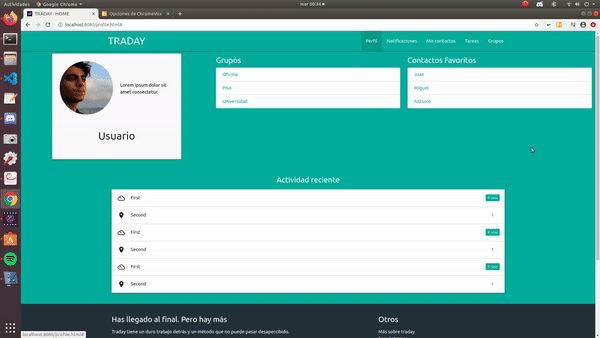 Actividades Google Chrome mar 00:34
TRADAY - HOME. Opciones de ChromeVox
localhost:8080/profile.html#
TRADAY Perfil Notificaciones Mis contactos Tareas Grupos
Lorem ipsum dolor sit
amet consectetur.
Usuario
Grupos
Oficina
Piso
Universidad
Contactos Favoritos
Juan
Miguel
Antonio
Actividad reciente
First
Second 1
First
Second 1
First
Second 1
Has llegado al final. Pero hay más
Traday tiene un duro trabajo detrás y un método que no puede pasar desapercibido.
Otros
Más sobre traday
localhost:8080/profile.html#